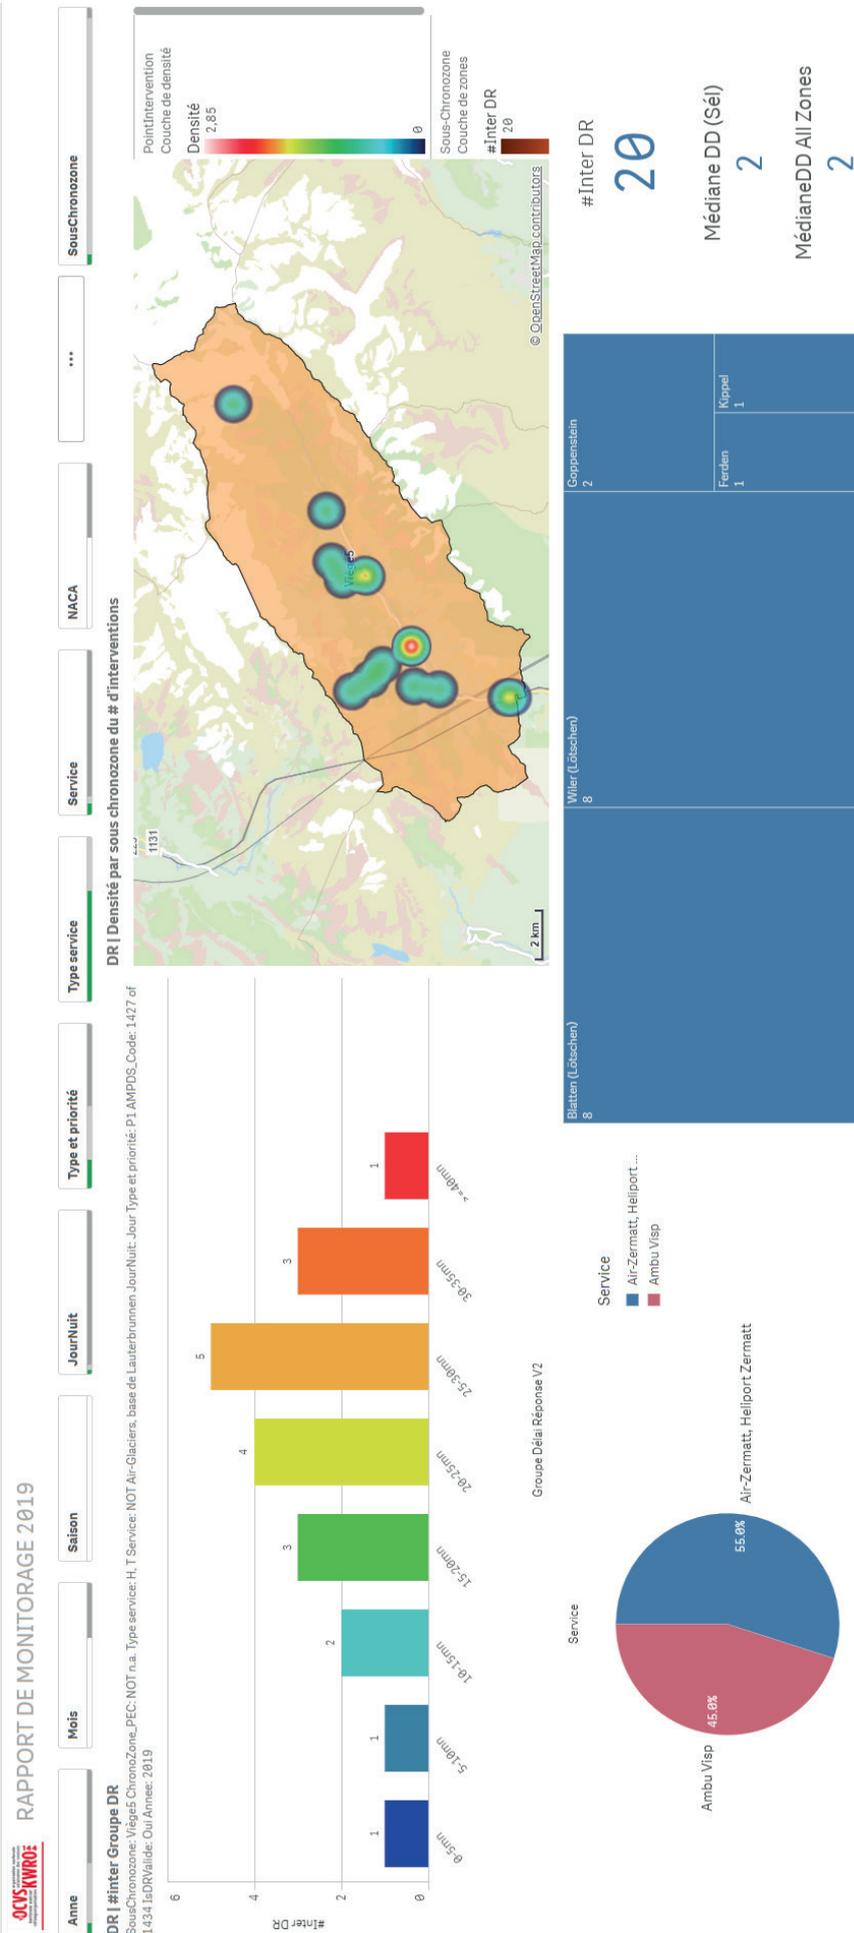 OCVS
KWRO
RAPPORT DE MONITORAGE 2019
Anne
Mois
Saison
JourNuit
Type et priorité
Type service
Service
NACA
...
SousChronozone
DR | #inter Groupe DR
SousChronozone: Viège5 ChronoZone_PEC: NOT n.a. Type service: H, T Service: NOT Air-Glaciers, base de Lauterbrunnen JourNuit: Jour Type et priorité: P1 AMPDS_Code: 1427 of
1434 IsDRValide: Oui Annee: 2019
#Inter DR
6
4
2
0
1
1
2
3
4
5
3
1
0-5mn
5-10mn
10-15mn
15-20mn
20-25mn
25-30mn
30-35mn
>=40mn
Groupe Délai Réponse V2
DR | Densité par sous chronozone du # d'interventions
1131
Viège5
2 km
© OpenStreetMap contributors
PointIntervention
Couche de densité
Densité
2,85
0
Sous-Chronozone
Couche de zones
#Inter DR
20
Service
Ambu Visp
45.0%
55.0%
Air-Zermatt, Heliport Zermatt
Service
Air-Zermatt, Heliport ...
Ambu Visp
Blatten (Lötschen)
8
Wiler (Lötschen)
8
Goppenstein
2
Ferden
1
Kippel
1
#Inter DR
20
Médiane DD (Sél)
2
MédianeDD All Zones
2